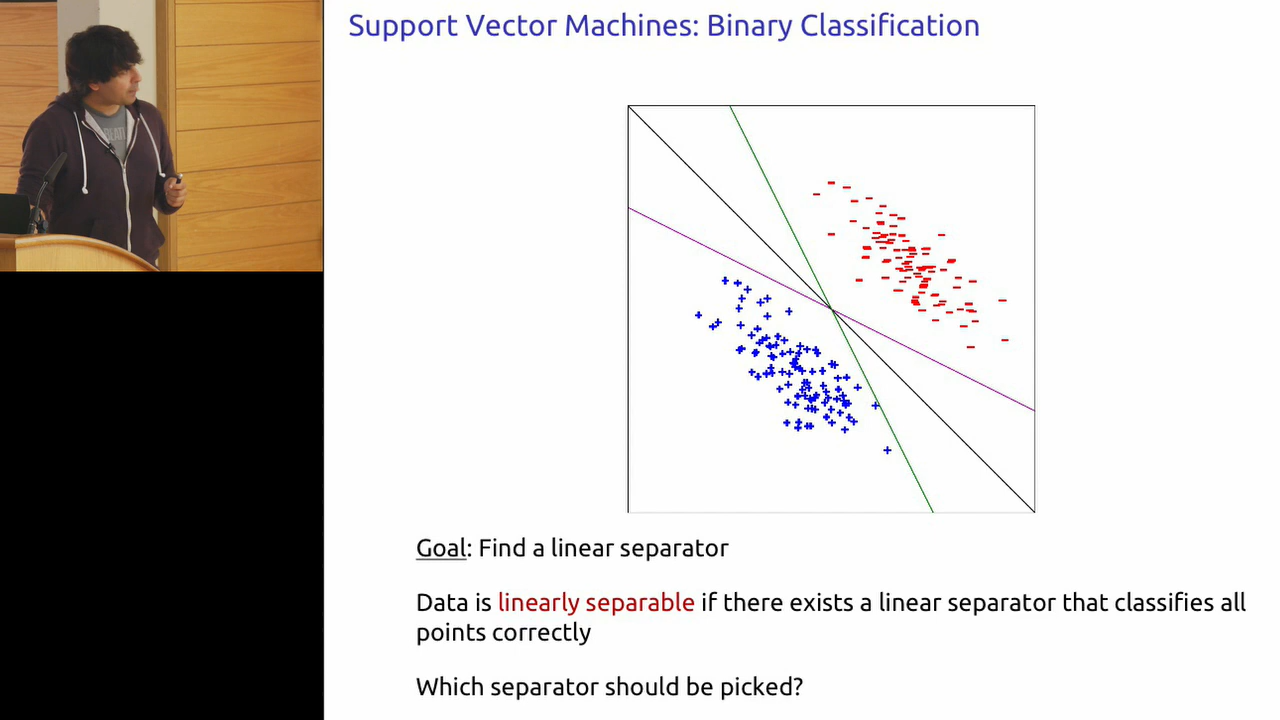 Support Vector Machines: Binary Classification
Goal: Find a linear separator
Data is linearly separable if there exists a linear separator that classifies all
points correctly
Which separator should be picked?